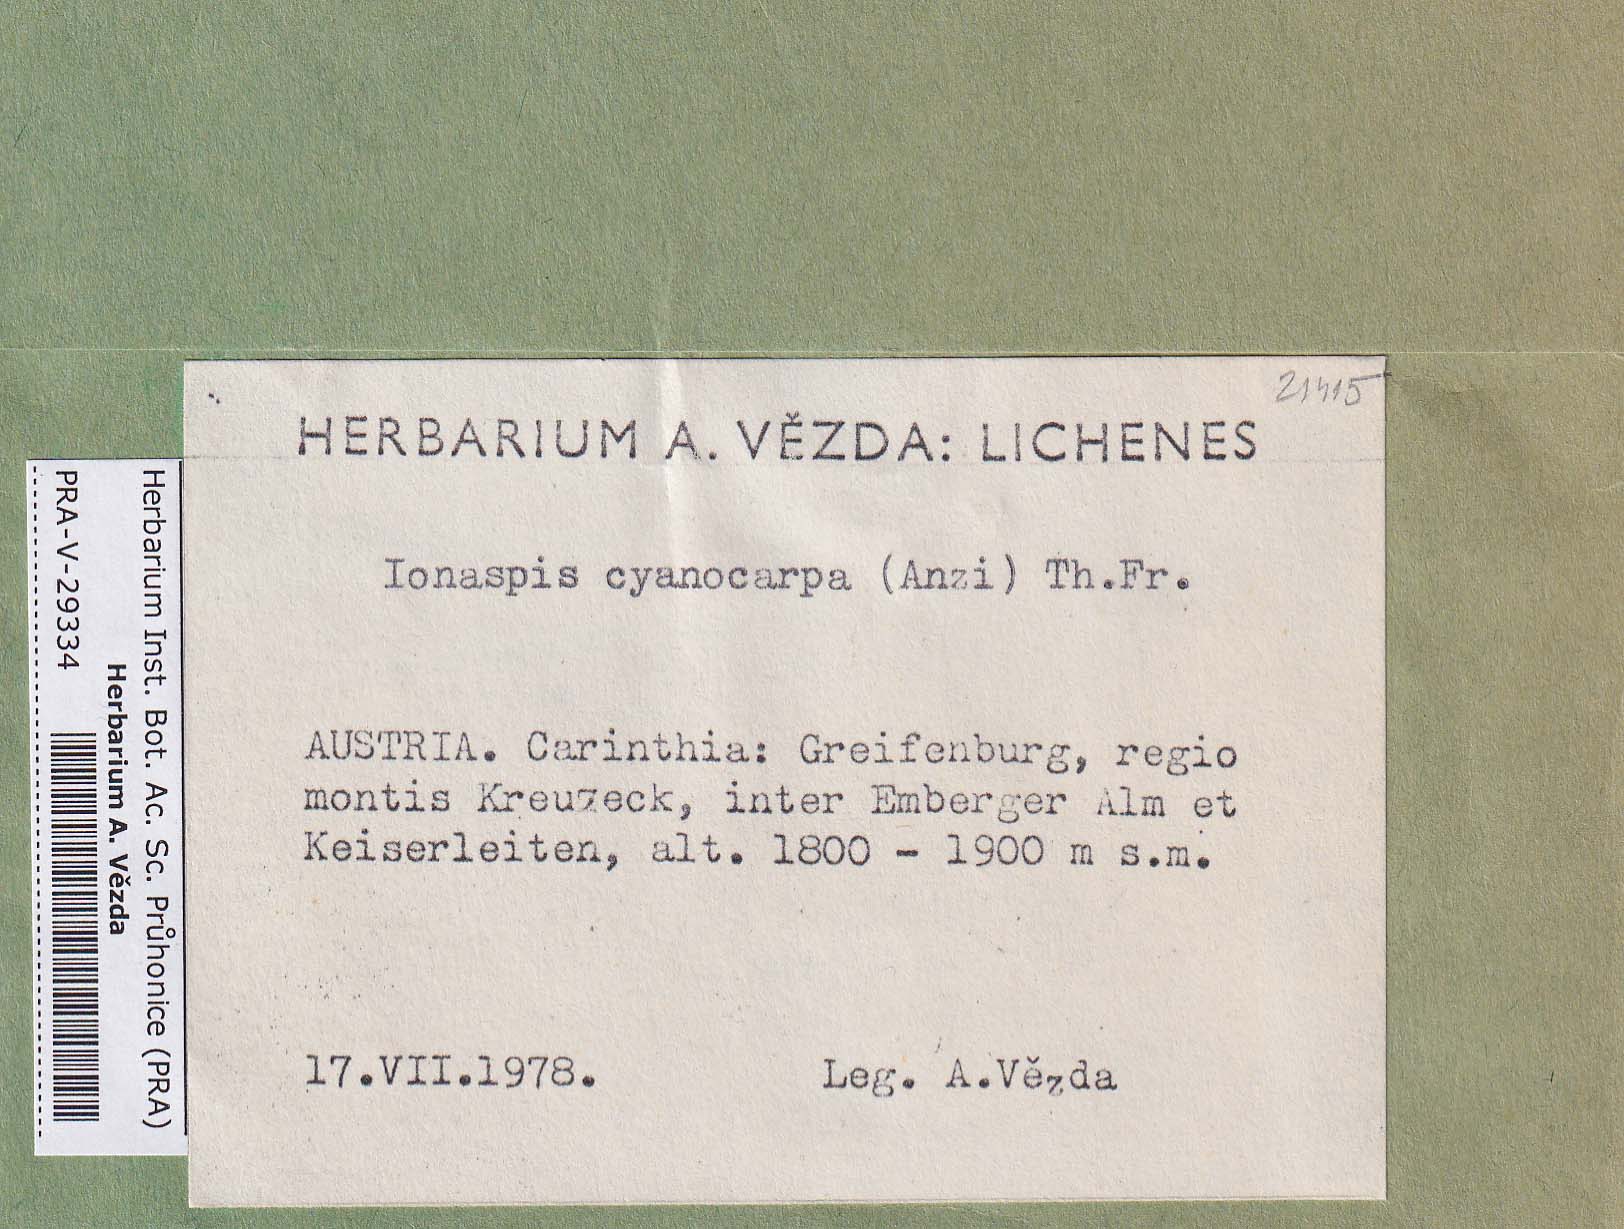 21415
HERBARIUM A. VĚZDA: LICHENES
Ionaspis cyanocarpa (Anzi) Th.Fr.
AUSTRIA. Carinthia: Greifenburg, regio
montis Kreuzeck, inter Emberger Alm et
Keiserleiten, alt. 1800 - 1900 m s.m.
17.VII.1978. Leg. A.Vězda
Herbarium Inst. Bot. Ac. Sc. Průhonice (PRA)
Herbarium A. Vězda
PRA-V-29334